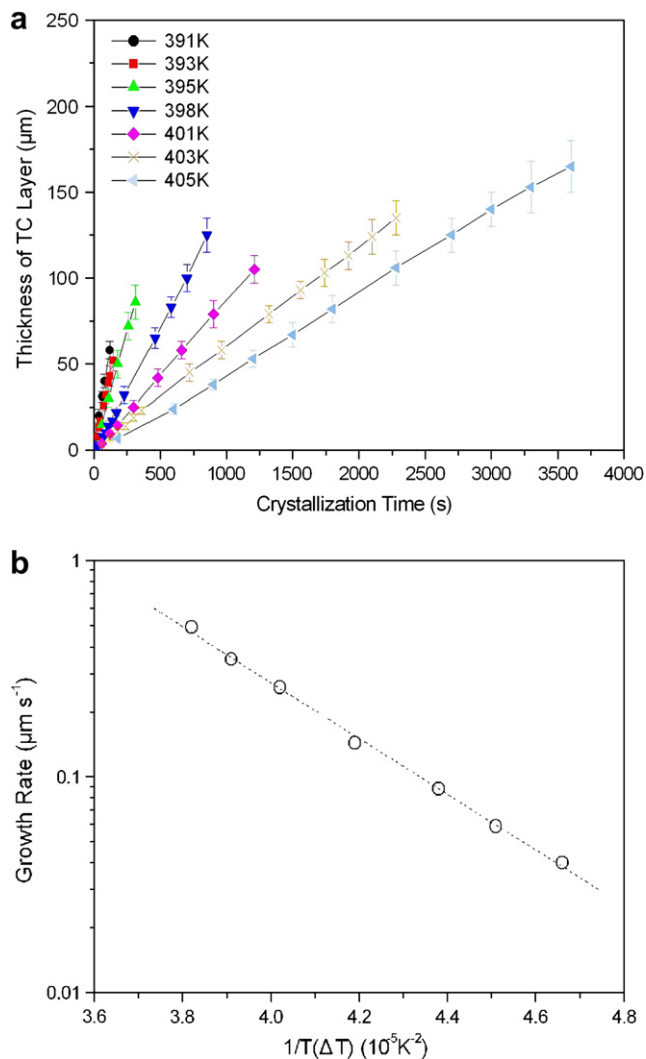 a
250
200
150
100
50
0
Thickness of TC Layer (µm)
391K
393K
395K
398K
401K
403K
405K
0 500 1000 1500 2000 2500 3000 3500 4000
Crystallization Time (s)
b
1
0.1
0.01
Growth Rate (µm s⁻¹)
3.6 3.8 4.0 4.2 4.4 4.6 4.8
1/T(ΔT) (10⁻⁵K⁻²)